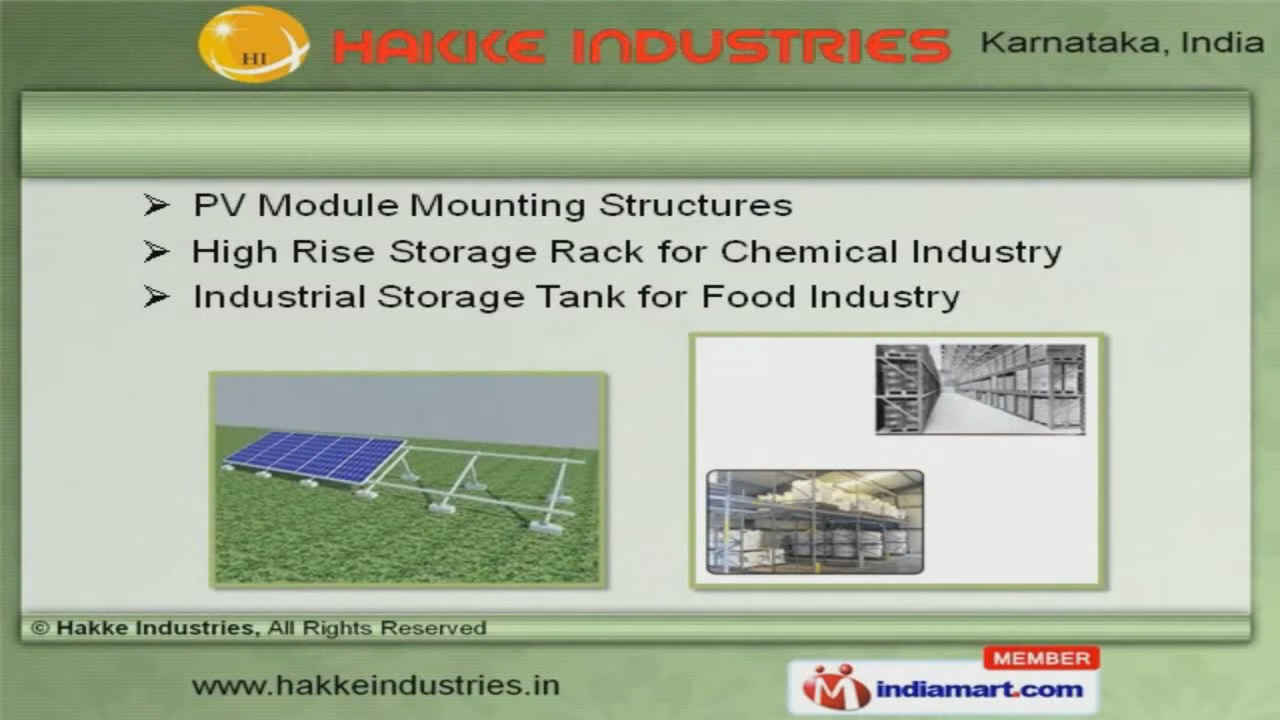 HI
HAKKE INDUSTRIES
Karnataka, India
PV Module Mounting Structures
High Rise Storage Rack for Chemical Industry
Industrial Storage Tank for Food Industry
© Hakke Industries, All Rights Reserved
www.hakkeindustries.in
MEMBER
indiamart.com